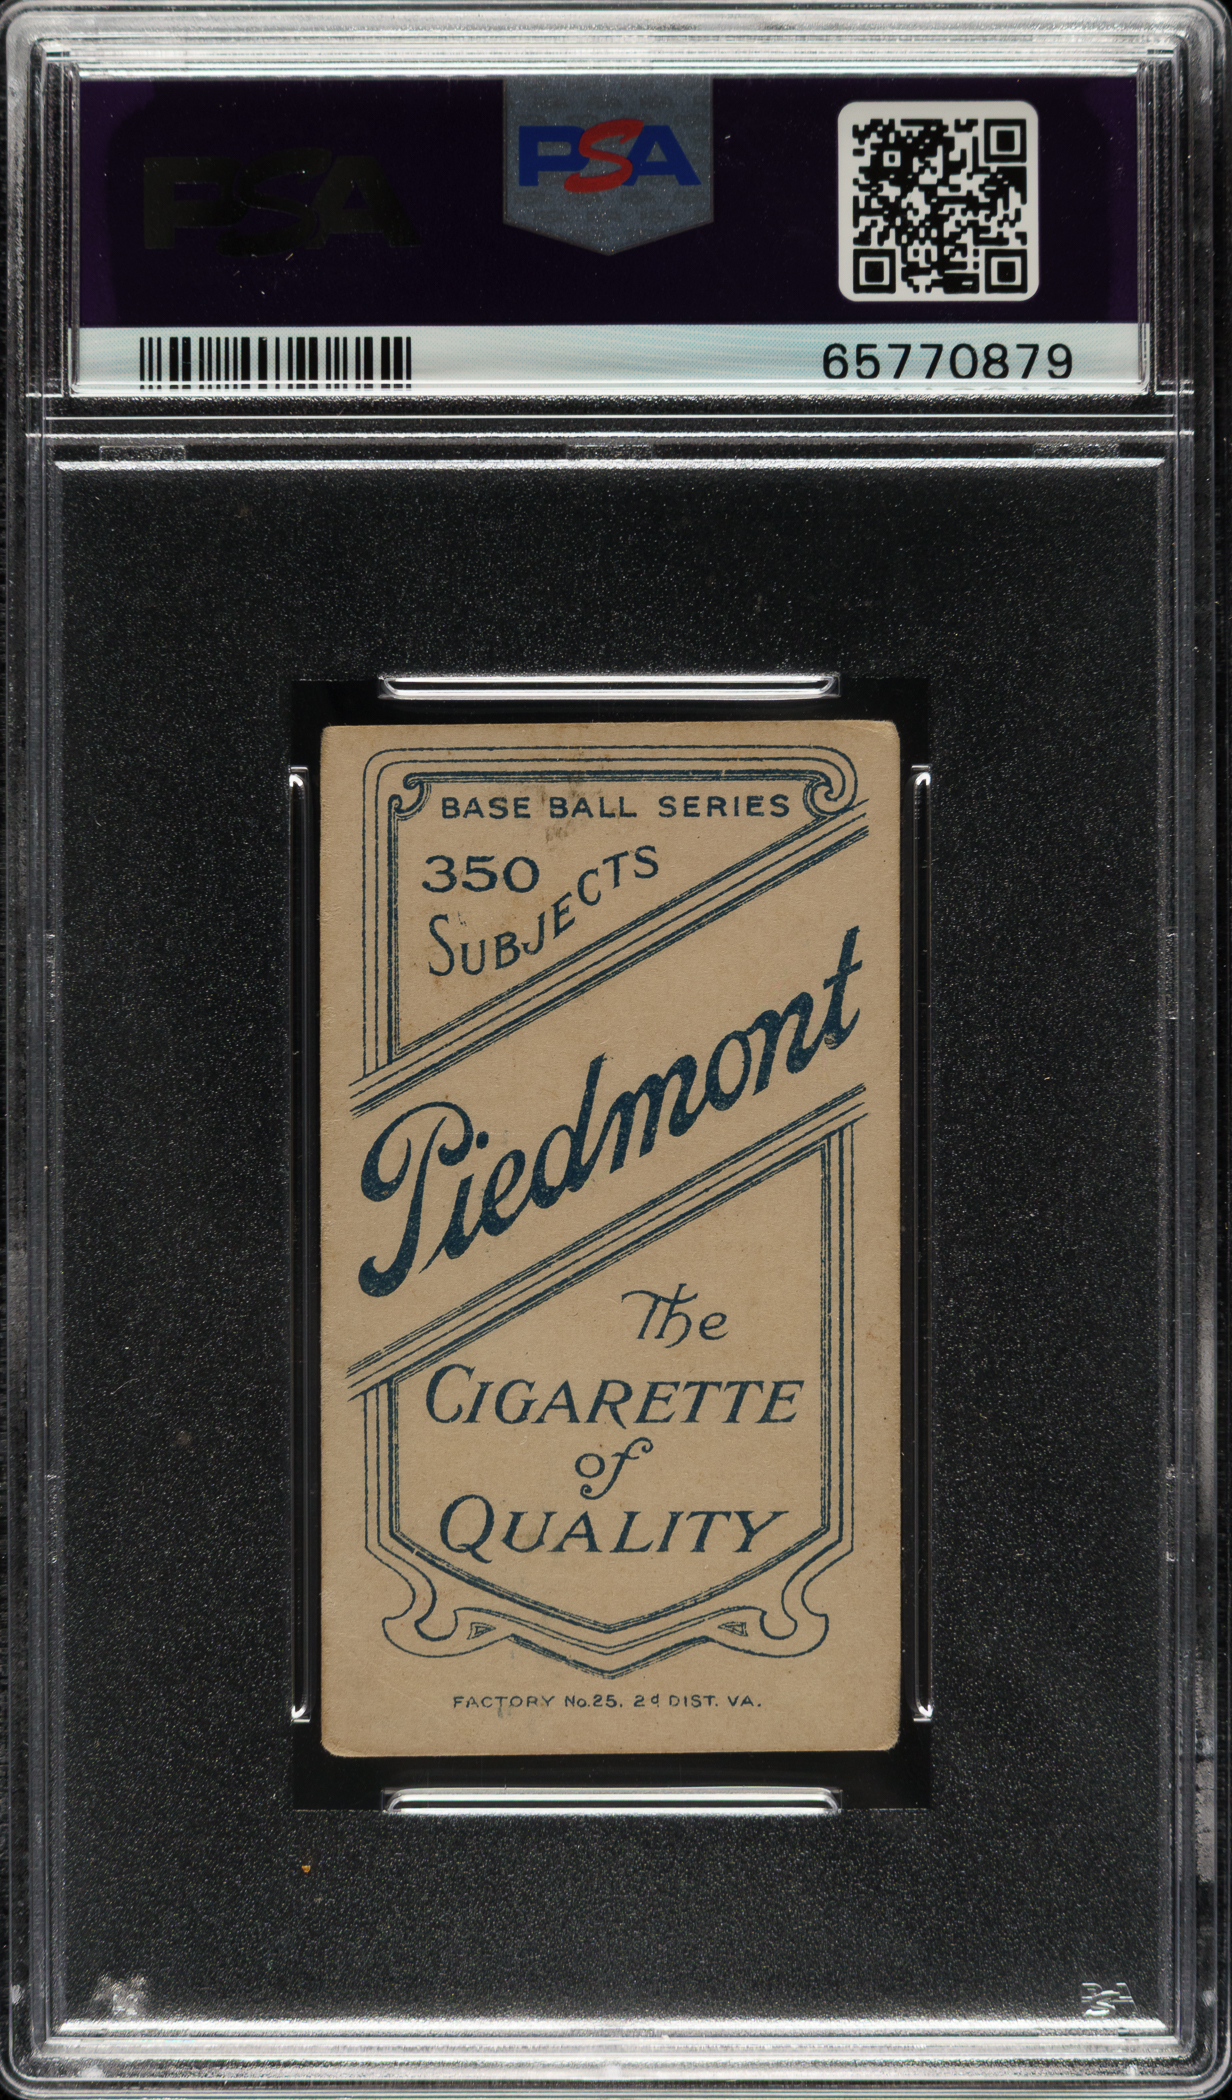 PSA
PSA
65770879
BASE BALL SERIES
350
SUBJECTS
Piedmont
The
CIGARETTE
of
QUALITY
FACTORY No. 25. 2d DIST. VA.
PSA